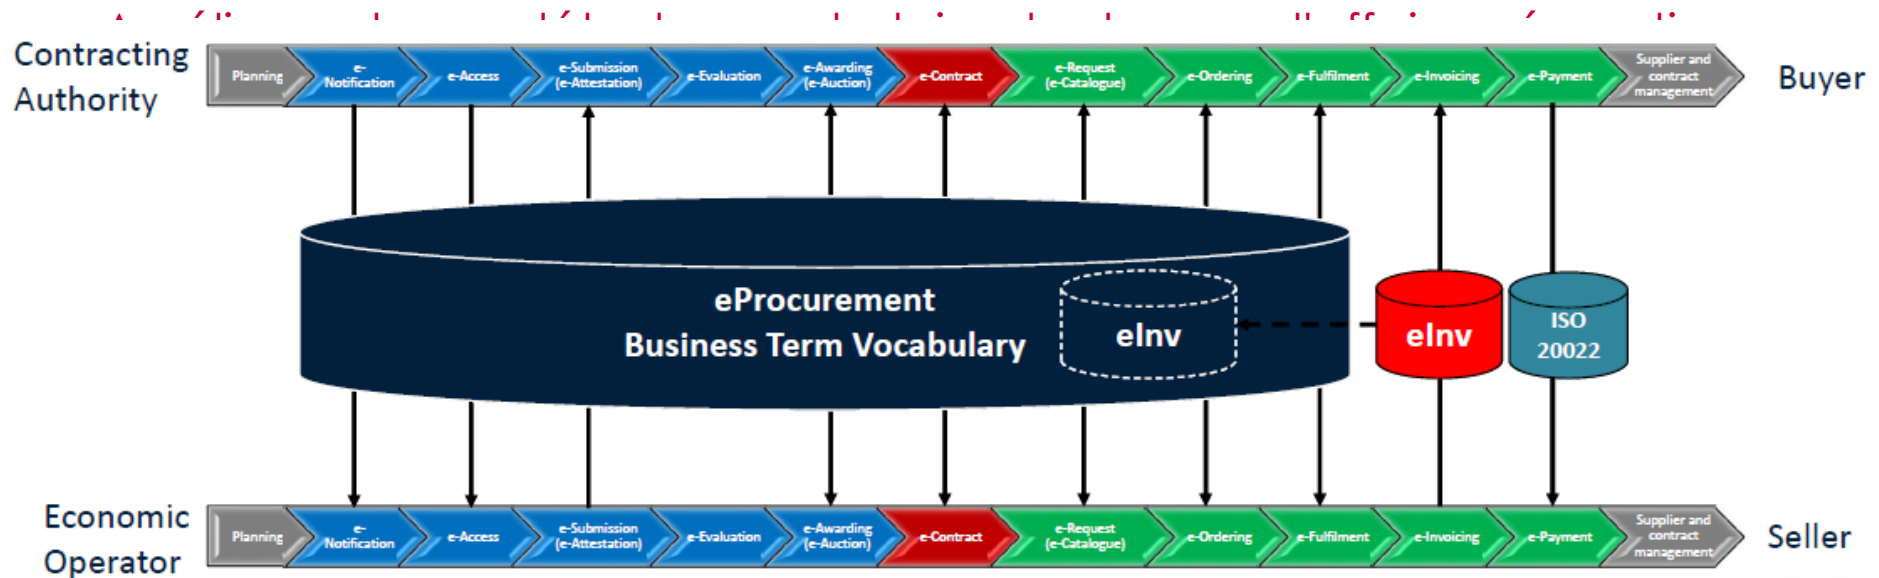 Contracting
Authority
Planning
e-
Notification
e-Access
e-Submission
(e-Attestation)
e-Evaluation
e-Awarding
(e-Auction)
e-Contract
e-Request
(e-Catalogue)
e-Ordering
e-Fulfilment
e-Invoicing
e-Payment
Supplier and
contract
management
Buyer
eProcurement
Business Term Vocabulary
eInv
eInv
ISO
20022
Economic
Operator
Planning
e-
Notification
e-Access
e-Submission
(e-Attestation)
e-Evaluation
e-Awarding
(e-Auction)
e-Contract
e-Request
(e-Catalogue)
e-Ordering
e-Fulfilment
e-Invoicing
e-Payment
Supplier and
contract
management
Seller